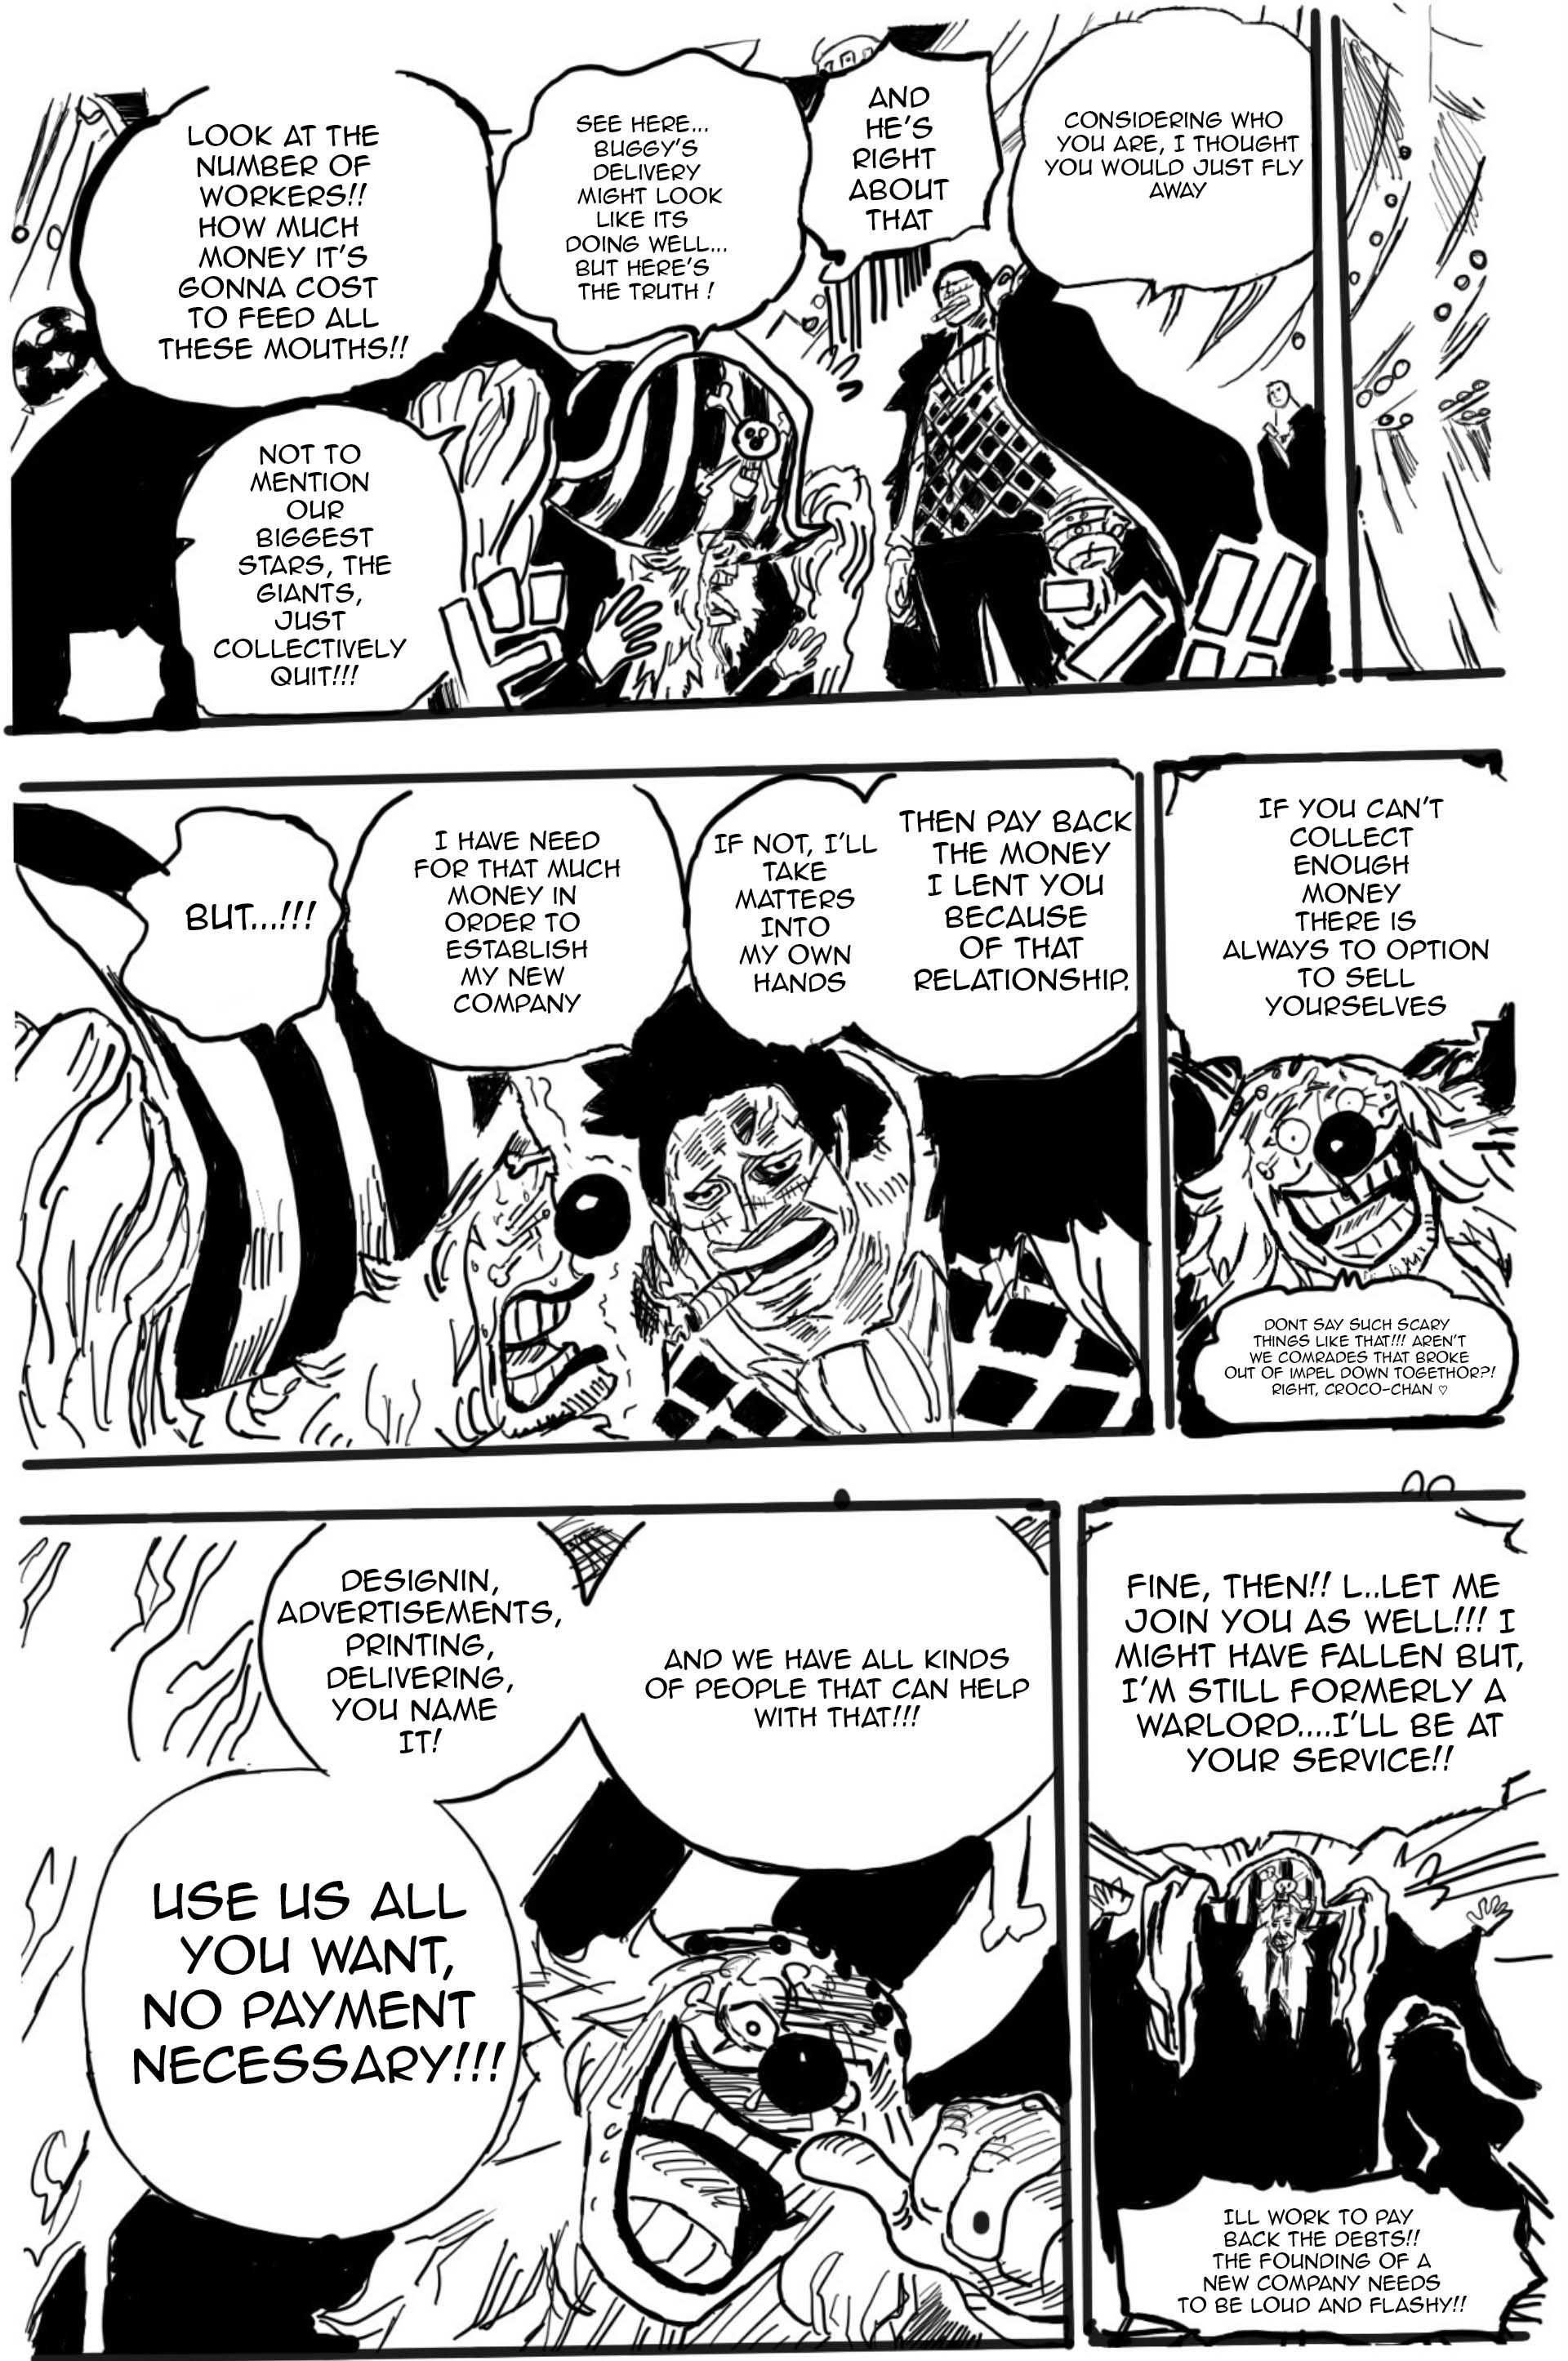 CONSIDERING WHO
YOU ARE, I THOUGHT
YOU WOULD JUST FLY
AWAY
AND
HE'S
RIGHT
ABOUT
THAT
SEE HERE...
BUGGY'S
DELIVERY
MIGHT LOOK
LIKE ITS
DOING WELL...
BUT HERE'S
THE TRUTH !
LOOK AT THE
NUMBER OF
WORKERS!!
HOW MUCH
MONEY IT'S
GONNA COST
TO FEED ALL
THESE MOUTHS!!
NOT TO
MENTION
OUR
BIGGEST
STARS, THE
GIANTS,
JUST
COLLECTIVELY
QUIT!!!
IF YOU CAN'T
COLLECT
ENOUGH
MONEY
THERE IS
ALWAYS TO OPTION
TO SELL
YOURSELVES
DONT SAY SUCH SCARY
THINGS LIKE THAT!!! AREN'T
WE COMRADES THAT BROKE
OUT OF IMPEL DOWN TOGETHOR?!
RIGHT, CROCO-CHAN ♡
THEN PAY BACK
THE MONEY
I LENT YOU
BECAUSE
OF THAT
RELATIONSHIP.
IF NOT, I'LL
TAKE
MATTERS
INTO
MY OWN
HANDS
I HAVE NEED
FOR THAT MUCH
MONEY IN
ORDER TO
ESTABLISH
MY NEW
COMPANY
BUT...!!!
FINE, THEN!! L..LET ME
JOIN YOU AS WELL!!! I
MIGHT HAVE FALLEN BUT,
I'M STILL FORMERLY A
WARLORD....I'LL BE AT
YOUR SERVICE!!
ILL WORK TO PAY
BACK THE DEBTS!!
THE FOUNDING OF A
NEW COMPANY NEEDS
TO BE LOUD AND FLASHY!!
AND WE HAVE ALL KINDS
OF PEOPLE THAT CAN HELP
WITH THAT!!!
DESIGNIN,
ADVERTISEMENTS,
PRINTING,
DELIVERING,
YOU NAME
IT!
USE US ALL
YOU WANT,
NO PAYMENT
NECESSARY!!!